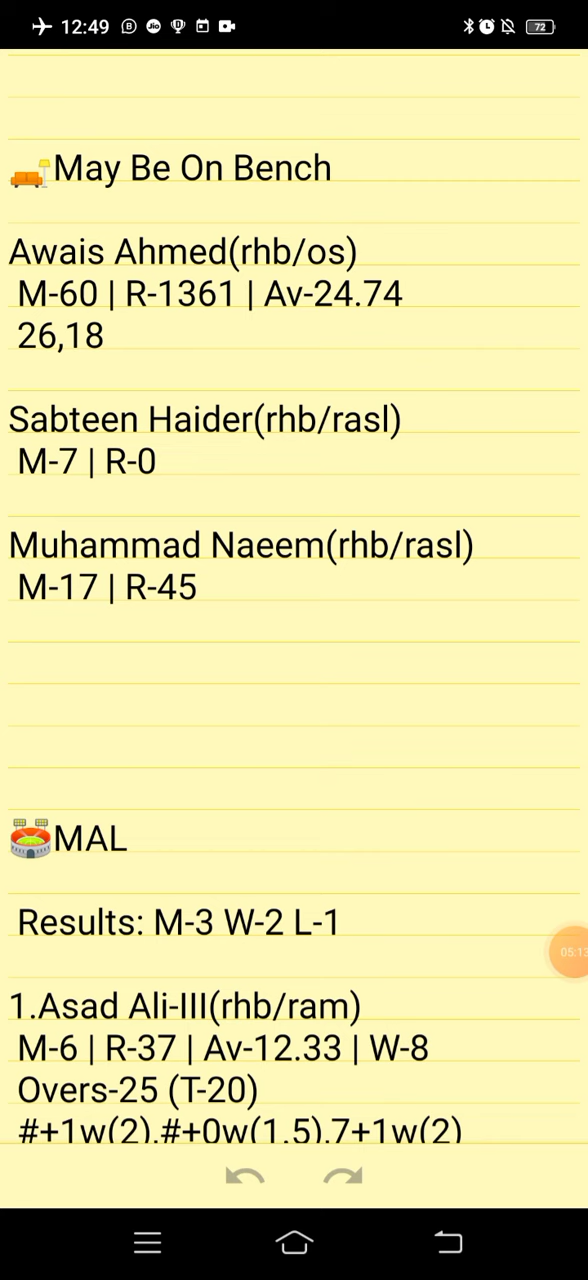 12:49
72
May Be On Bench
Awais Ahmed(rhb/os)
M-60 | R-1361 | Av-24.74
26,18
Sabteen Haider(rhb/rasl)
M-7 | R-0
Muhammad Naeem(rhb/rasl)
M-17 | R-45
MAL
Results: M-3 W-2 L-1
05:13
1.Asad Ali-III(rhb/ram)
M-6 | R-37 | Av-12.33 | W-8
Overs-25 (T-20)
#+1w(2),#+0w(1.5),7+1w(2)